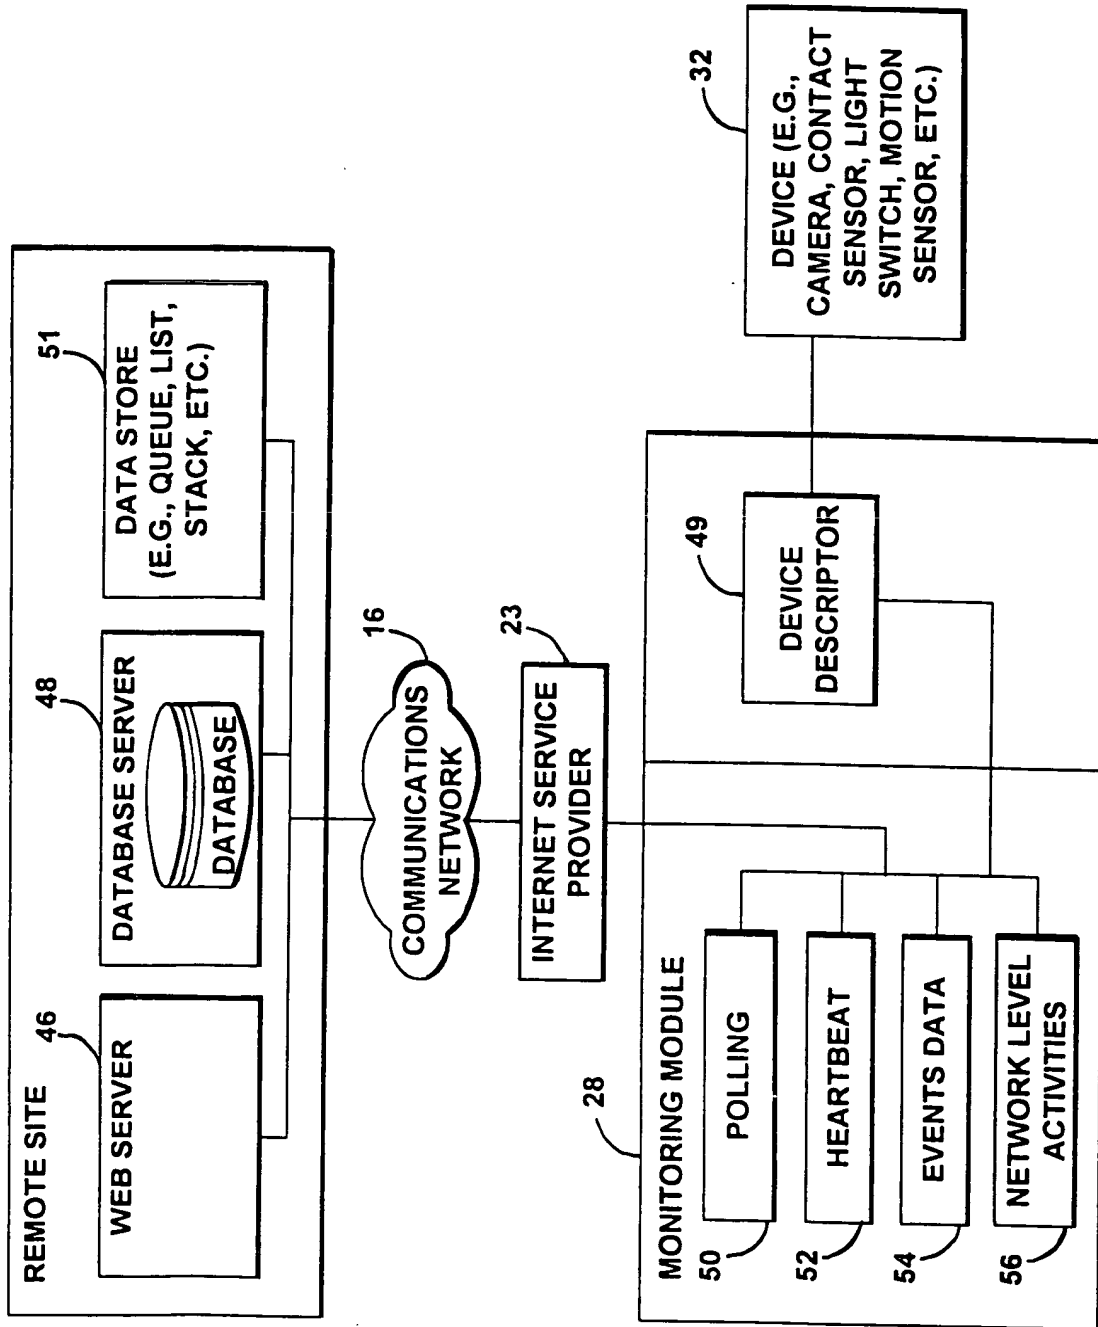 REMOTE SITE
46
WEB SERVER
48
DATABASE SERVER
DATABASE
51
DATA STORE
(E.G., QUEUE, LIST,
STACK, ETC.)
16
COMMUNICATIONS
NETWORK
23
INTERNET SERVICE
PROVIDER
28
MONITORING MODULE
50
POLLING
52
HEARTBEAT
54
EVENTS DATA
56
NETWORK LEVEL
ACTIVITIES
49
DEVICE
DESCRIPTOR
32
DEVICE (E.G.,
CAMERA, CONTACT
SENSOR, LIGHT
SWITCH, MOTION
SENSOR, ETC.)